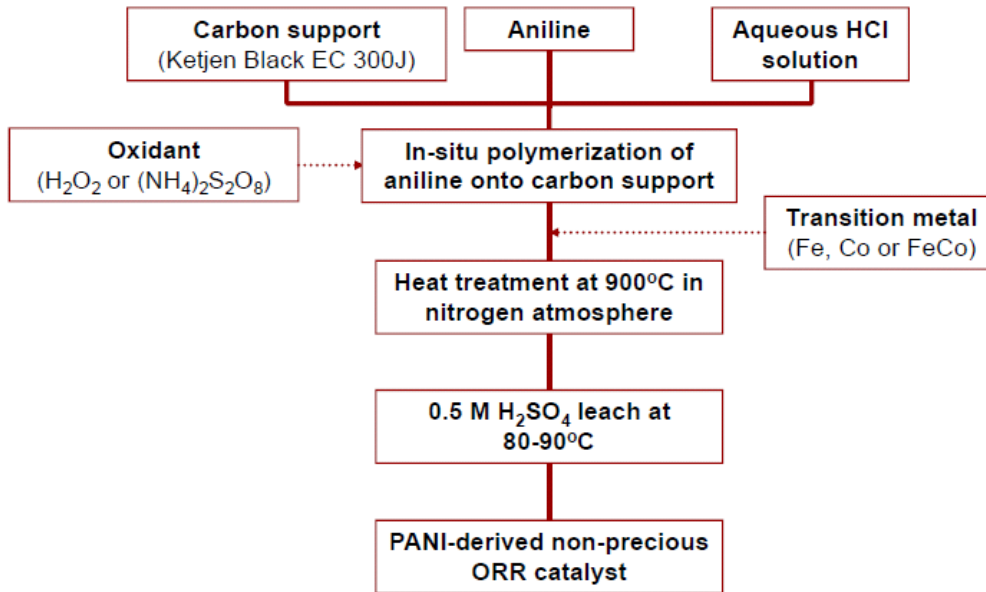 Carbon support
(Ketjen Black EC 300J)
Aniline
Aqueous HCl
solution
Oxidant
(H₂O₂ or (NH₄)₂S₂O₈)
In-situ polymerization of
aniline onto carbon support
Transition metal
(Fe, Co or FeCo)
Heat treatment at 900ºC in
nitrogen atmosphere
0.5 M H₂SO₄ leach at
80-90ºC
PANI-derived non-precious
ORR catalyst